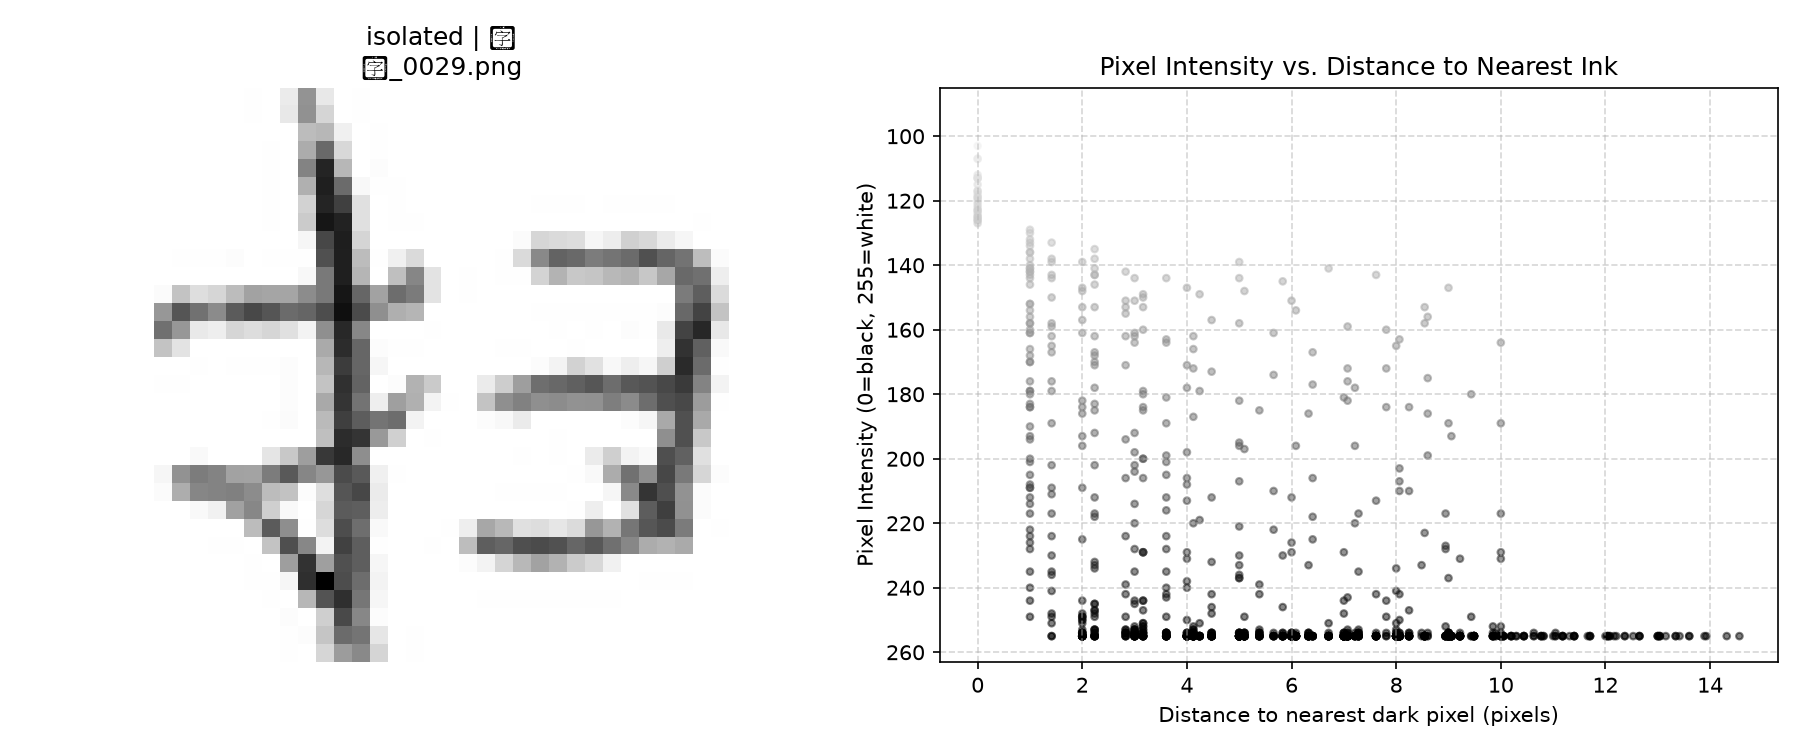 isolated |
_0029.png
扫
Pixel Intensity vs. Distance to Nearest Ink
Pixel Intensity (0=black, 255=white)
100
120
140
160
180
200
220
240
260
0 2 4 6 8 10 12 14
Distance to nearest dark pixel (pixels)